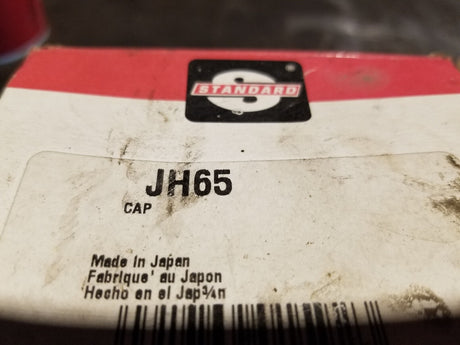 STANDARD
JH65
CAP
Made in Japan
Fabrique' au Japon
Hecho en el Jap¾n